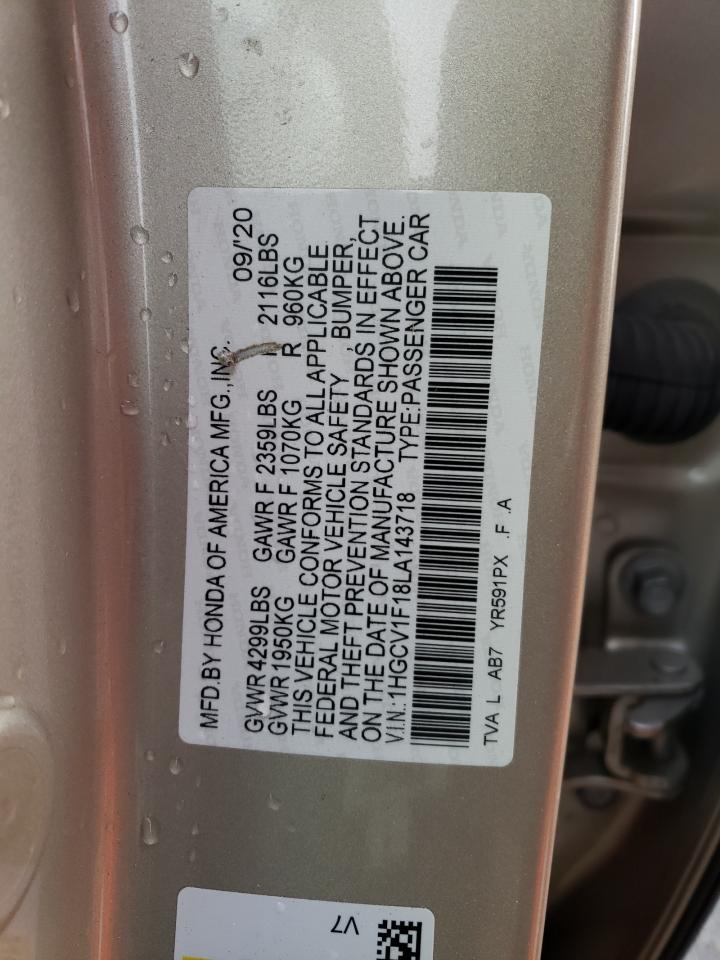 MFD.BY HONDA OF AMERICA MFG.,INC. 09/'20
GVWR 4299LBS GAWR F 2359LBS R 2116LBS
GVWR 1950KG GAWR F 1070KG R 960KG
THIS VEHICLE CONFORMS TO ALL APPLICABLE
FEDERAL MOTOR VEHICLE SAFETY , BUMPER,
AND THEFT PREVENTION STANDARDS IN EFFECT
ON THE DATE OF MANUFACTURE SHOWN ABOVE.
V.I.N.:1HGCV1F18LA143718 TYPE:PASSENGER CAR
TVA L AB7 YR591PX .F .A
V7